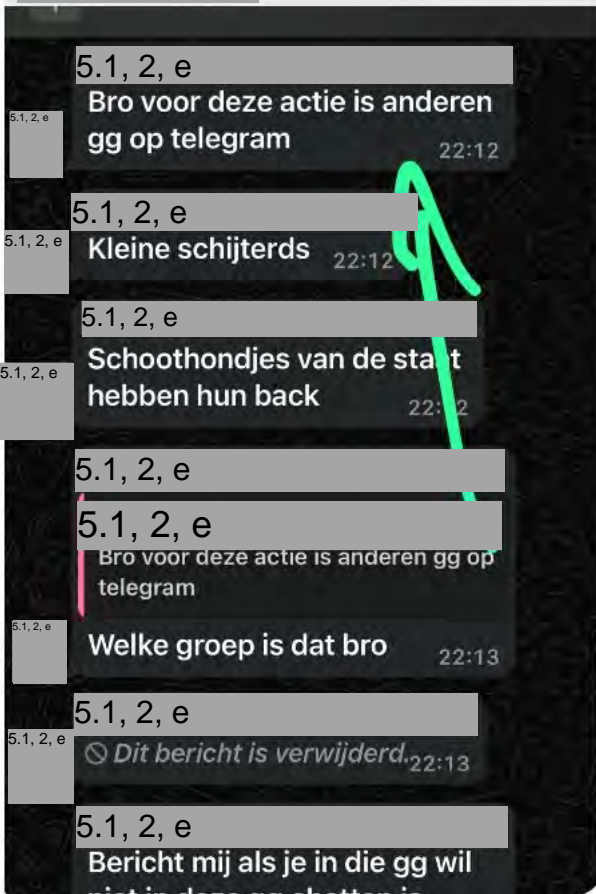 5.1, 2, e
Bro voor deze actie is anderen
5.1, 2, e
gg op telegram
22:12
5.1, 2, e
5.1, 2, e
Kleine schijterds 22:12
5.1, 2, e
Schoothondjes van de staat
5.1, 2, e
hebben hun back
5.1, 2, e
5.1, 2, e
Bro voor deze actie is anderen gg op
telegram
5.1, 2, e
Welke groep is dat bro
22:13
5.1, 2, e
5.1, 2, e
Dit bericht is verwijderd. 22:13
5.1, 2, e
Bericht mij als je in die gg wil